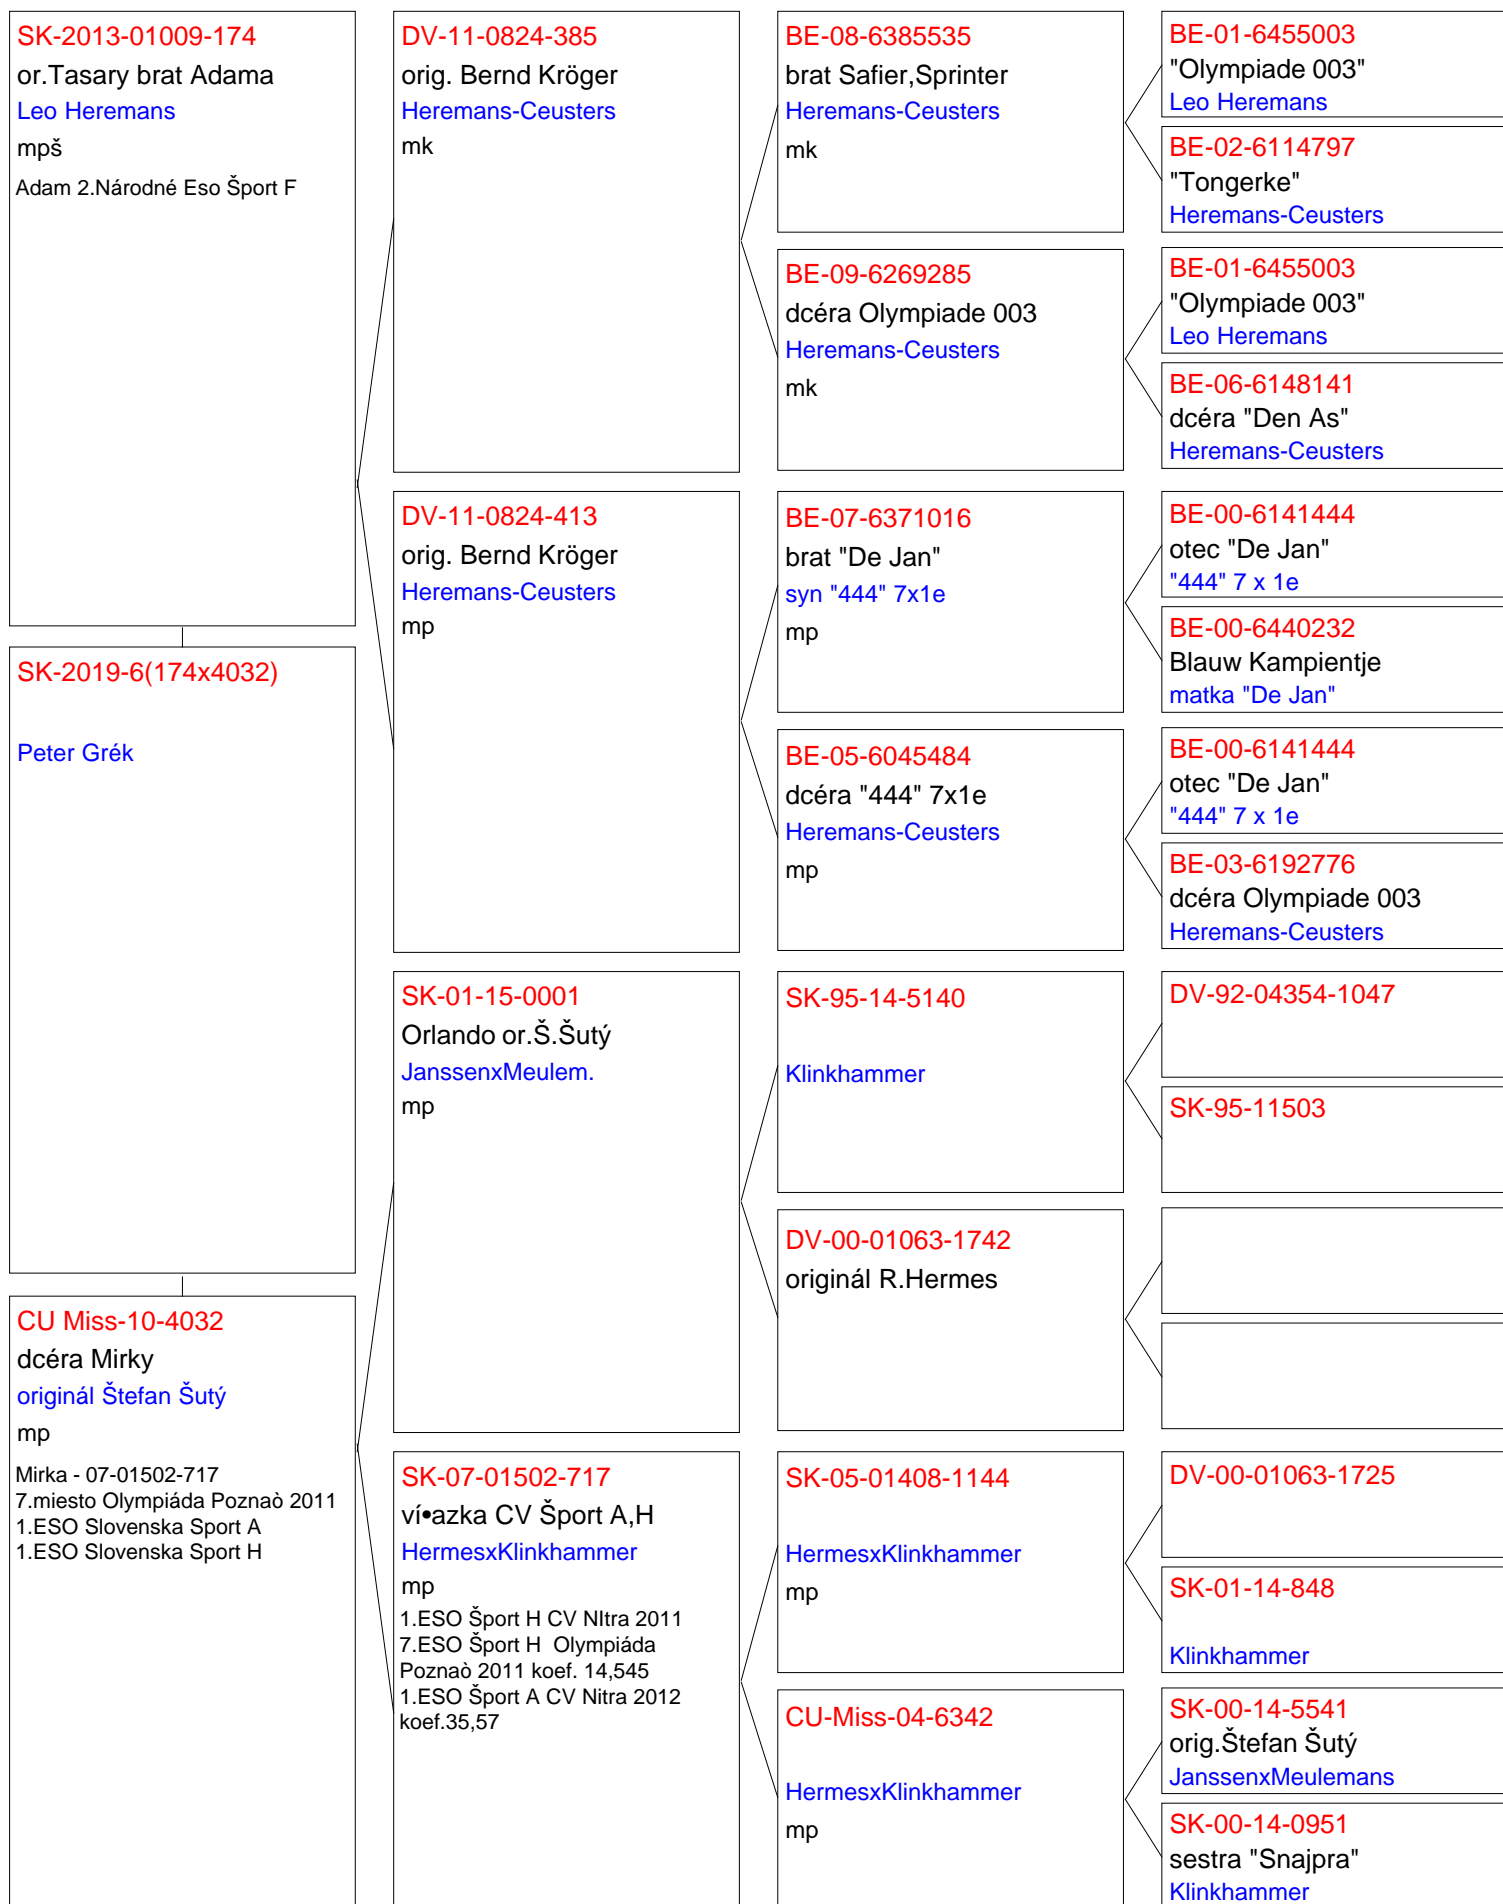 SK-2013-01009-174
or.Tasary brat Adama
Leo Heremans
mpš
Adam 2.Národné Eso Šport F
SK-2019-6(174x4032)
Peter Grék
CU Miss-10-4032
dcéra Mirky
originál Štefan Šutý
mp
Mirka - 07-01502-717
7.miesto Olympiáda Poznaò 2011
1.ESO Slovenska Sport A
1.ESO Slovenska Sport H
DV-11-0824-385
orig. Bernd Kröger
Heremans-Ceusters
mk
DV-11-0824-413
orig. Bernd Kröger
Heremans-Ceusters
mp
SK-01-15-0001
Orlando or.Š.Šutý
JanssenxMeulem.
mp
SK-07-01502-717
ví•azka CV Šport A,H
HermesxKlinkhammer
mp
1.ESO Šport H CV NItra 2011
7.ESO Šport H  Olympiáda
Poznaò 2011 koef. 14,545
1.ESO Šport A CV Nitra 2012
koef.35,57
BE-08-6385535
brat Safier,Sprinter
Heremans-Ceusters
mk
BE-09-6269285
dcéra Olympiade 003
Heremans-Ceusters
mk
BE-07-6371016
brat "De Jan"
syn "444" 7x1e
mp
BE-05-6045484
dcéra "444" 7x1e
Heremans-Ceusters
mp
SK-95-14-5140
Klinkhammer
DV-00-01063-1742
originál R.Hermes
SK-05-01408-1144
HermesxKlinkhammer
mp
CU-Miss-04-6342
HermesxKlinkhammer
mp
BE-01-6455003
"Olympiade 003"
Leo Heremans
BE-02-6114797
"Tongerke"
Heremans-Ceusters
BE-01-6455003
"Olympiade 003"
Leo Heremans
BE-06-6148141
dcéra "Den As"
Heremans-Ceusters
BE-00-6141444
otec "De Jan"
"444" 7 x 1e
BE-00-6440232
Blauw Kampientje
matka "De Jan"
BE-00-6141444
otec "De Jan"
"444" 7 x 1e
BE-03-6192776
dcéra Olympiade 003
Heremans-Ceusters
DV-92-04354-1047
SK-95-11503
DV-00-01063-1725
SK-01-14-848
Klinkhammer
SK-00-14-5541
orig.Štefan Šutý
JanssenxMeulemans
SK-00-14-0951
sestra "Snajpra"
Klinkhammer